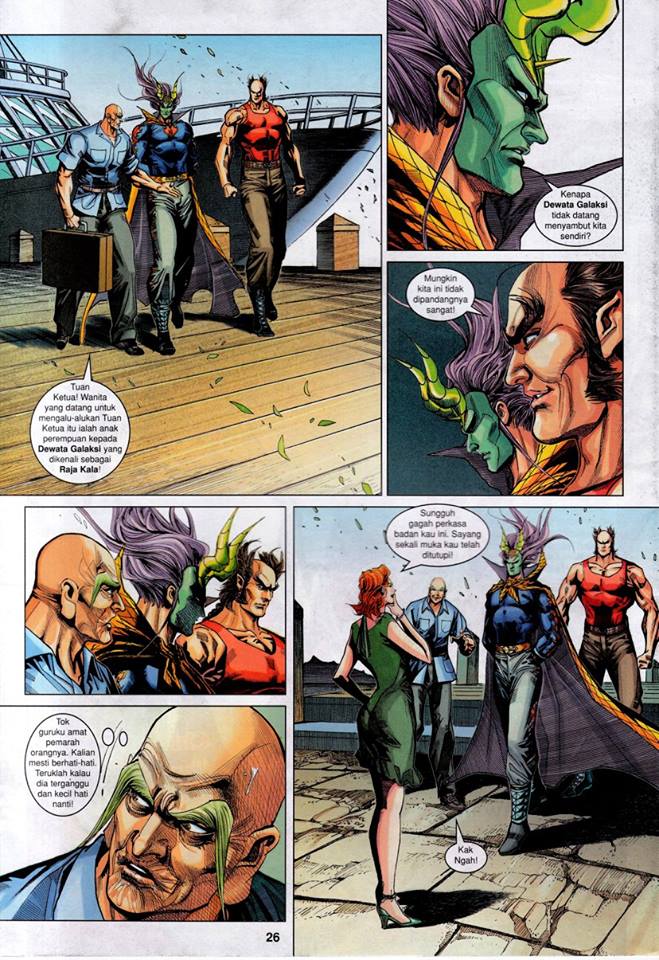 Tuan
Ketua! Wanita
yang datang untuk
mengalu-alukan Tuan
Ketua itu ialah anak
perempuan kepada
Dewata Galaksi yang
dikenali sebagai
Raja Kala!
Kenapa
Dewata Galaksi
tidak datang
menyambut kita
sendiri?
Mungkin
kita ini tidak
dipandangnya
sangat!
Tok
guruku amat
pemarah
orangnya. Kalian
mesti berhati-hati.
Teruklah kalau
dia terganggu
dan kecil hati
nanti!
Sungguh
gagah perkasa
badan kau ini. Sayang
sekali muka kau telah
ditutupi!
Kak
Ngah!
26